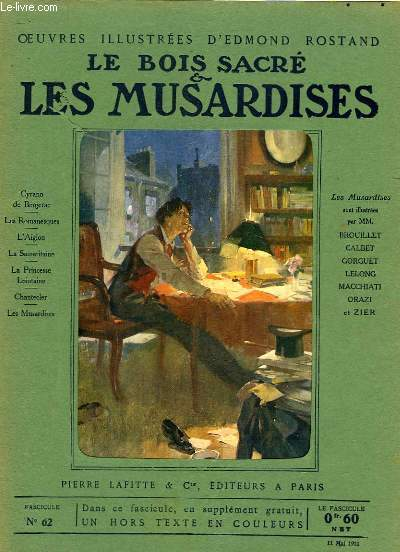 Le-Livre.com
ŒUVRES ILLUSTRÉES D'EDMOND ROSTAND
LE BOIS SACRÉ
&
LES MUSARDISES
Cyrano
de Bergerac
Les Romanesques
L'Aiglon
La Samaritaine
La Princesse
Lointaine
Chantecler
Les Musardises
Les Musardises
sont illustrées
par MM.
BROUILLET
CALBET
GORGUET
LELONG
MACCHIATI
ORAZI
et ZIER
PIERRE LAFITTE & Cie, EDITEURS A PARIS
FASCICULE
N° 62
Dans ce fascicule, en supplément gratuit,
UN HORS TEXTE EN COULEURS
LE FASCICULE
0 fr. 60
NET
11 Mai